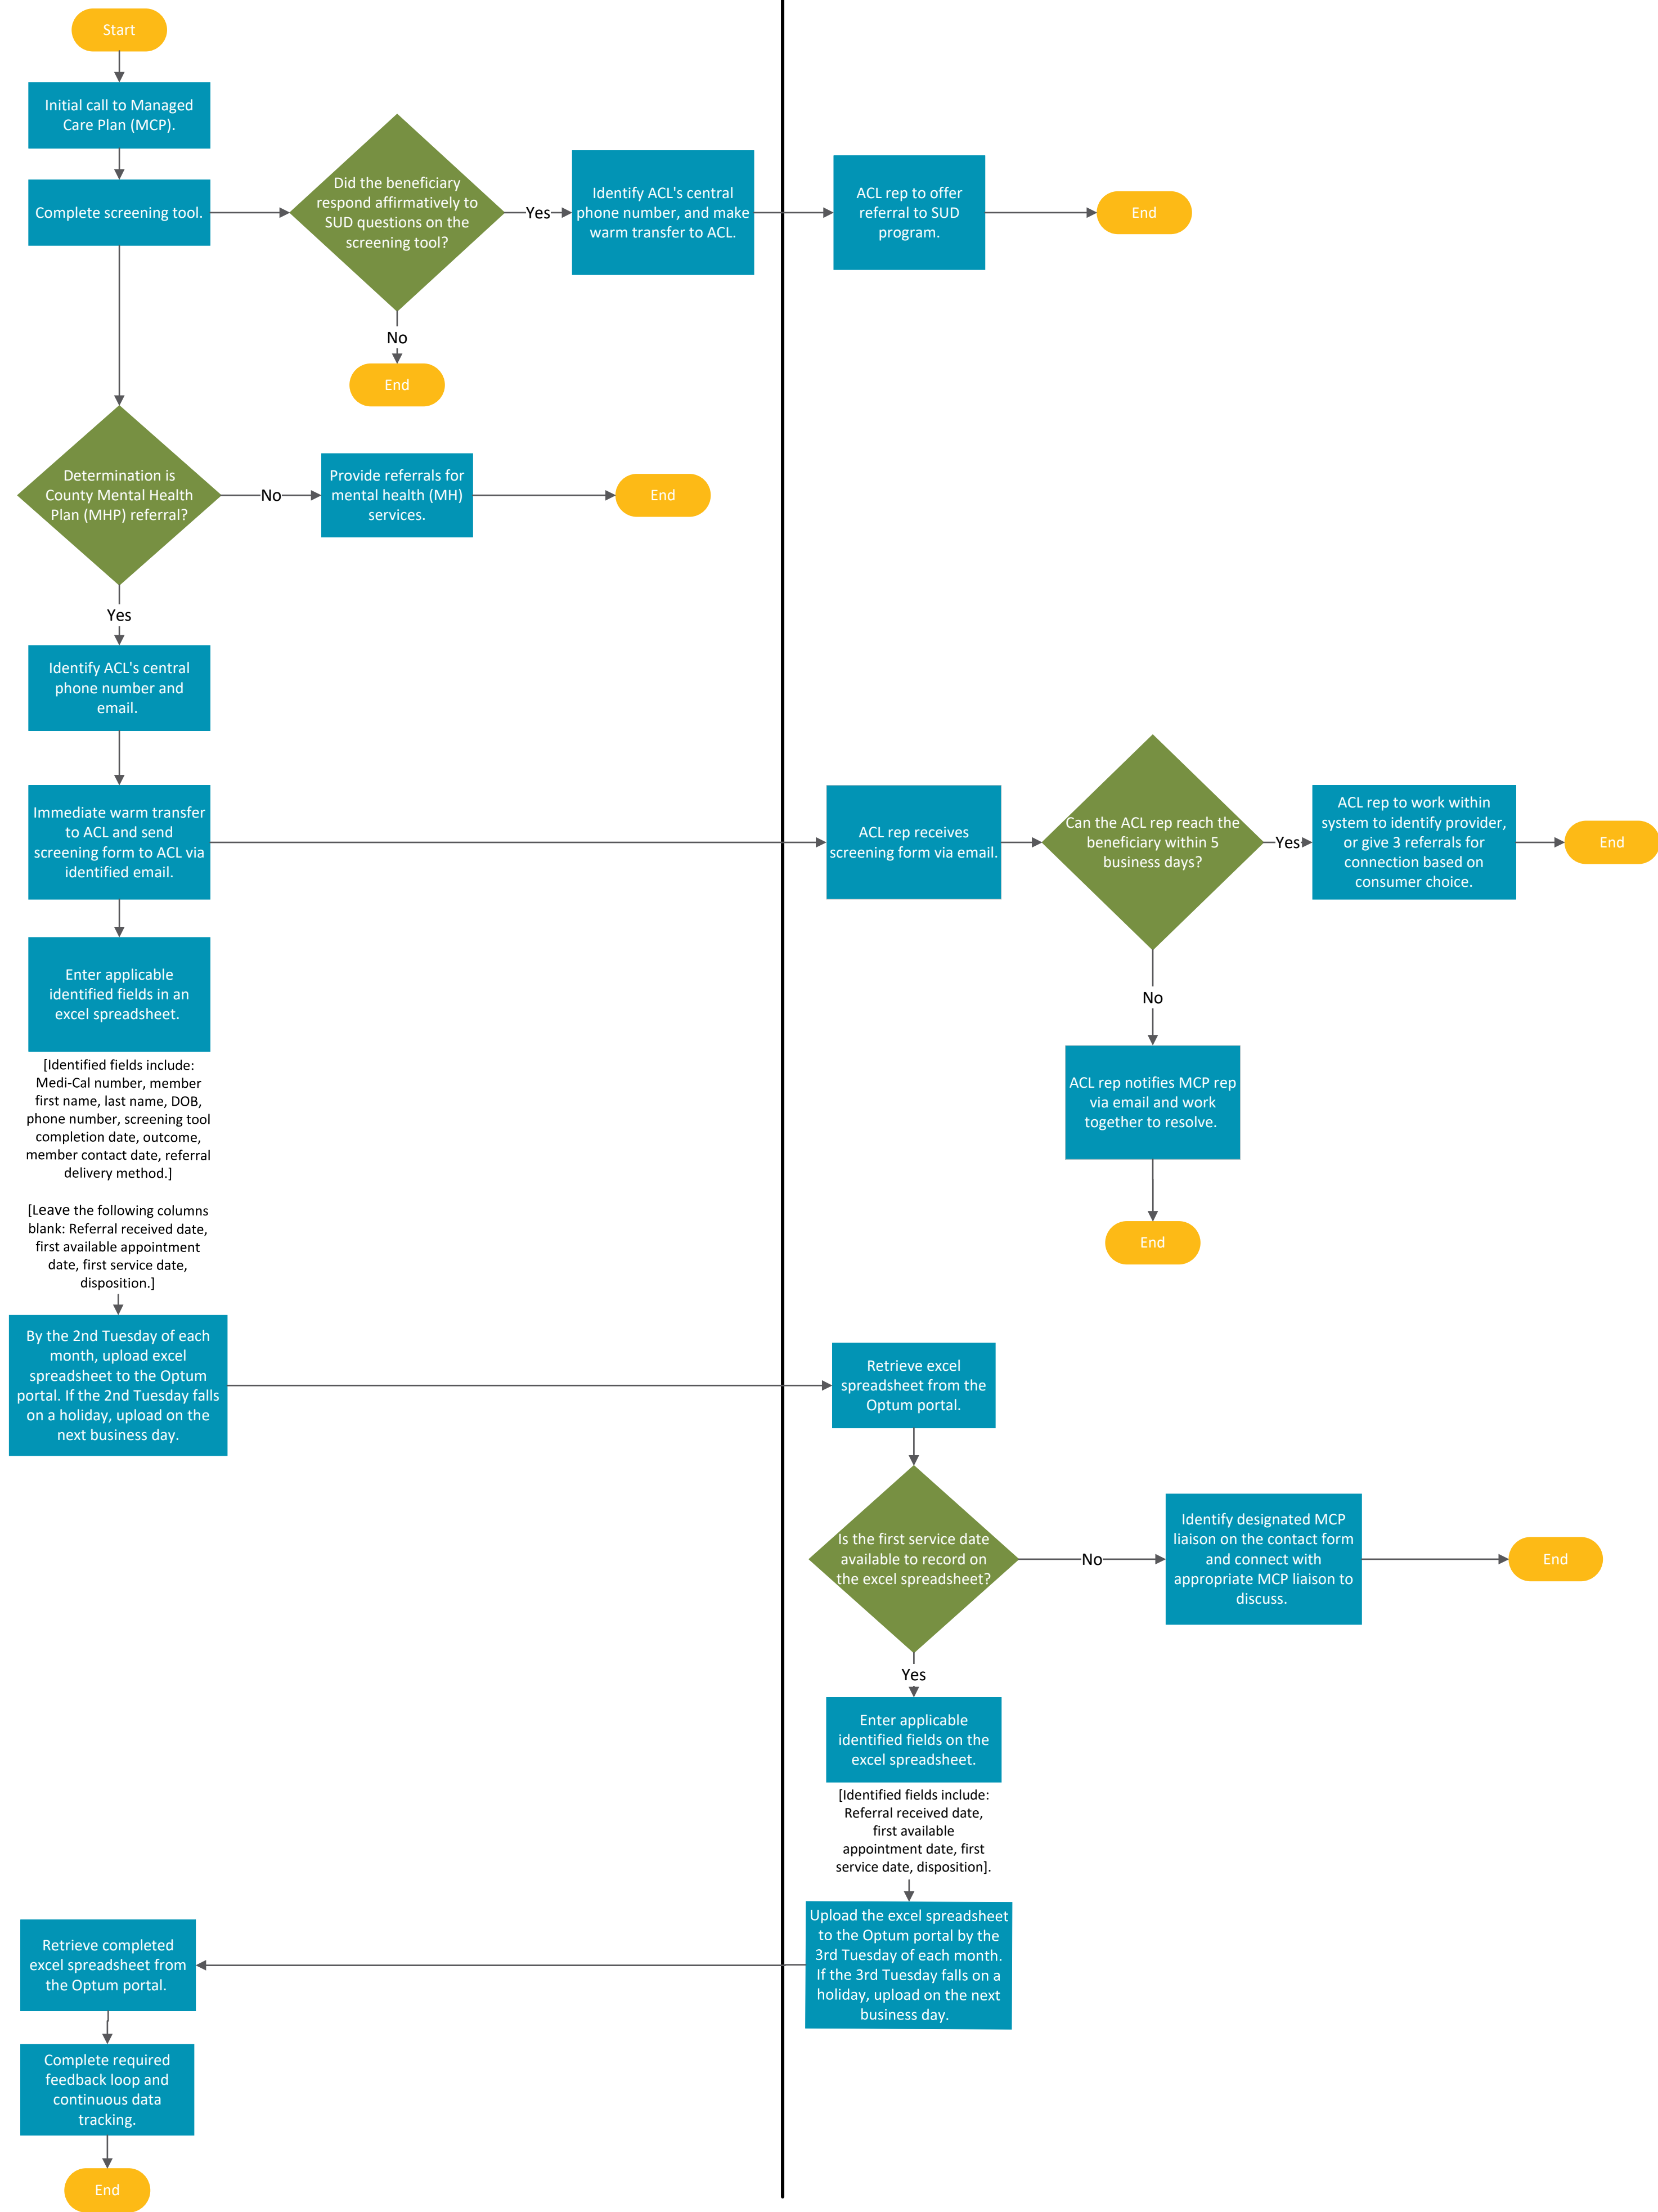 Start
Initial call to Managed
Care Plan (MCP).
Complete screening tool.
Did the beneficiary
respond affirmatively to
SUD questions on the
screening tool?
Yes
Identify ACL's central
phone number, and make
warm transfer to ACL.
ACL rep to offer
referral to SUD
program.
End
No
End
Determination is
County Mental Health
Plan (MHP) referral?
No
Provide referrals for
mental health (MH)
services.
End
Yes
Identify ACL's central
phone number and
email.
Immediate warm transfer
to ACL and send
screening form to ACL via
identified email.
ACL rep receives
screening form via email.
Can the ACL rep reach the
beneficiary within 5
business days?
Yes
ACL rep to work within
system to identify provider,
or give 3 referrals for
connection based on
consumer choice.
End
No
ACL rep notifies MCP rep
via email and work
together to resolve.
End
Enter applicable
identified fields in an
excel spreadsheet.
[Identified fields include:
Medi-Cal number, member
first name, last name, DOB,
phone number, screening tool
completion date, outcome,
member contact date, referral
delivery method.]
[Leave the following columns
blank: Referral received date,
first available appointment
date, first service date,
disposition.]
By the 2nd Tuesday of each
month, upload excel
spreadsheet to the Optum
portal. If the 2nd Tuesday falls
on a holiday, upload on the
next business day.
Retrieve excel
spreadsheet from the
Optum portal.
Is the first service date
available to record on
the excel spreadsheet?
No
Identify designated MCP
liaison on the contact form
and connect with
appropriate MCP liaison to
discuss.
End
Yes
Enter applicable
identified fields on the
excel spreadsheet.
[Identified fields include:
Referral received date,
first available
appointment date, first
service date, disposition].
Upload the excel spreadsheet
to the Optum portal by the
3rd Tuesday of each month.
If the 3rd Tuesday falls on a
holiday, upload on the next
business day.
Retrieve completed
excel spreadsheet from
the Optum portal.
Complete required
feedback loop and
continuous data
tracking.
End